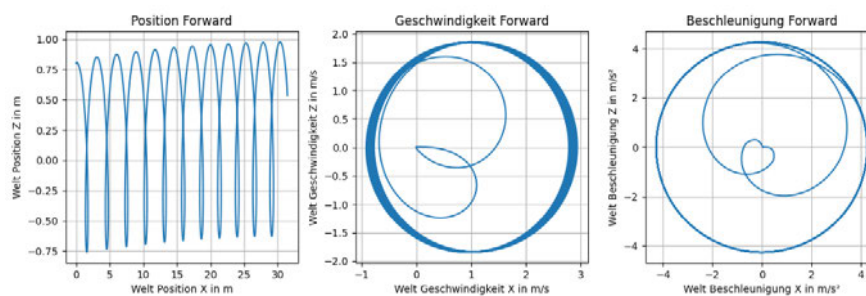 Position Forward
Welt Position Z in m
1.00
0.75
0.50
0.25
0.00
−0.25
−0.50
−0.75
0 5 10 15 20 25 30
Welt Position X in m
Geschwindigkeit Forward
Welt Geschwindigkeit Z in m/s
2.0
1.5
1.0
0.5
0.0
−0.5
−1.0
−1.5
−2.0
−1 0 1 2 3
Welt Geschwindigkeit X in m/s
Beschleunigung Forward
Welt Beschleunigung Z in m/s²
4
2
0
−2
−4
−4 −2 0 2 4
Welt Beschleunigung X in m/s²